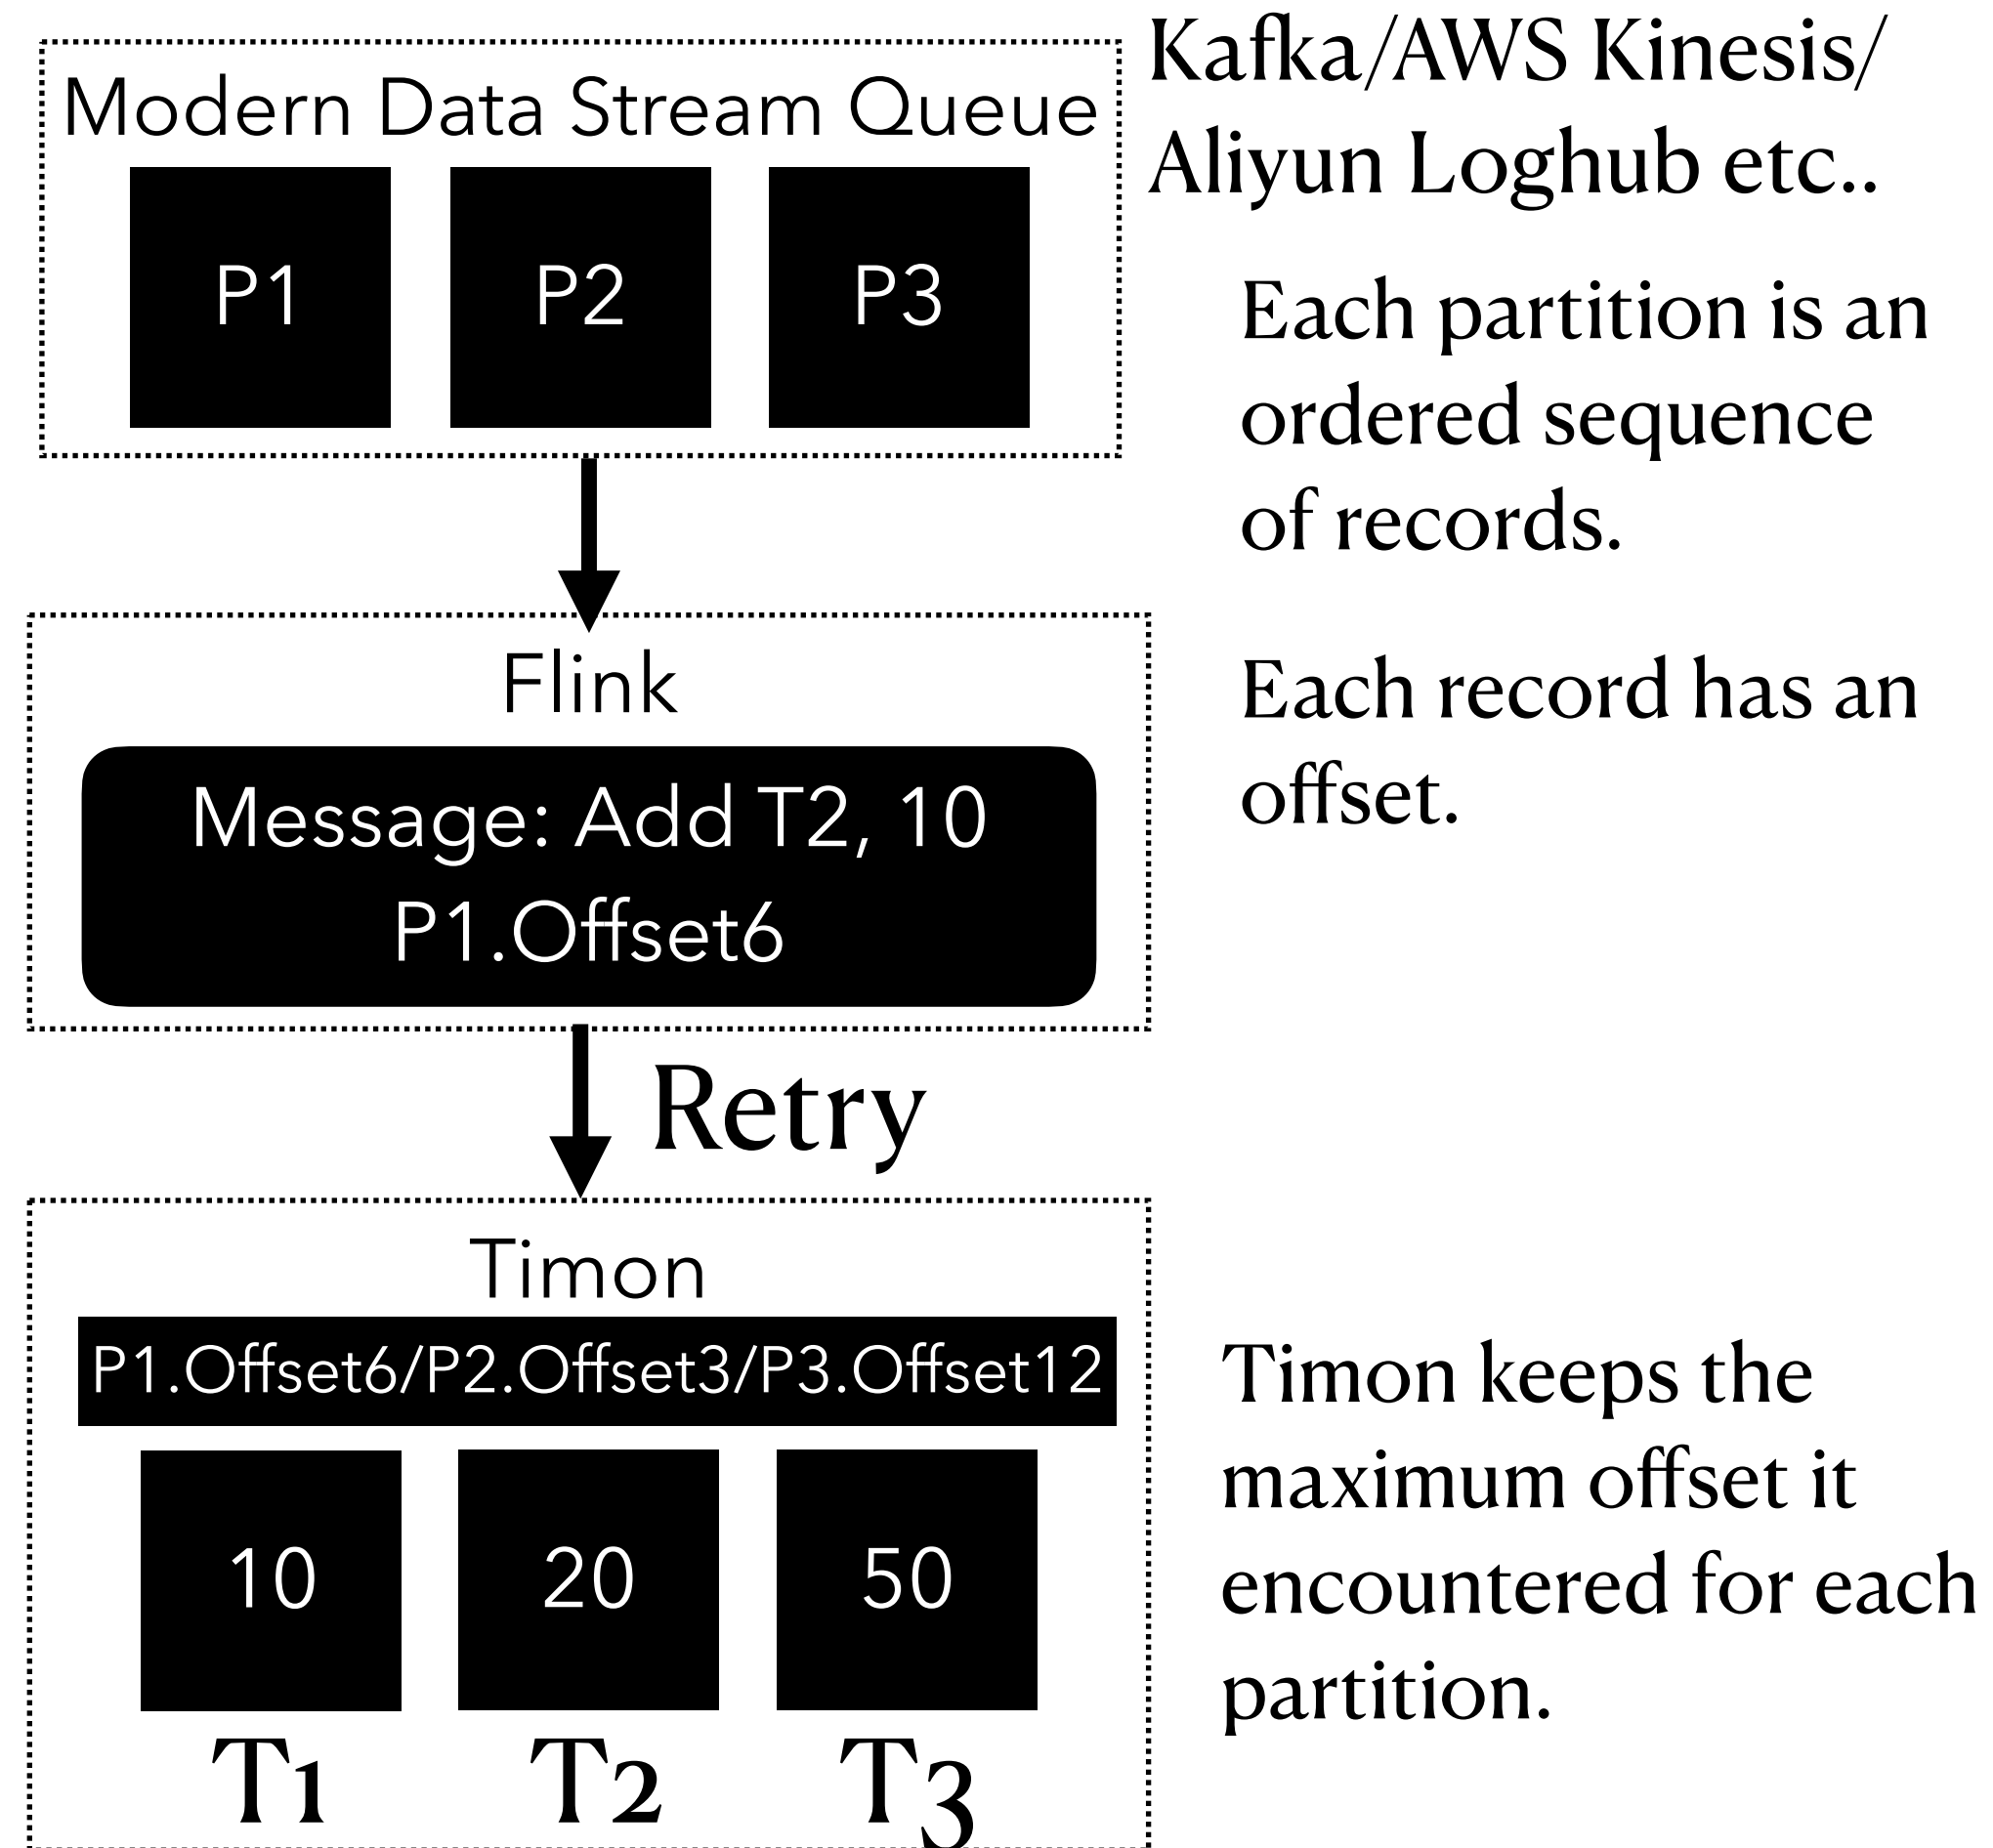 Kafka/AWS Kinesis/
Aliyun Loghub etc..
Modern Data Stream Queue
P1 P2 P3
Each partition is an
ordered sequence
of records.
Each record has an
offset.
Flink
Message: Add T2, 10
P1.Offset6
Retry
Timon
P1.Offset6/P2.Offset3/P3.Offset12
10 20 50
T1 T2 T3
Timon keeps the
maximum offset it
encountered for each
partition.